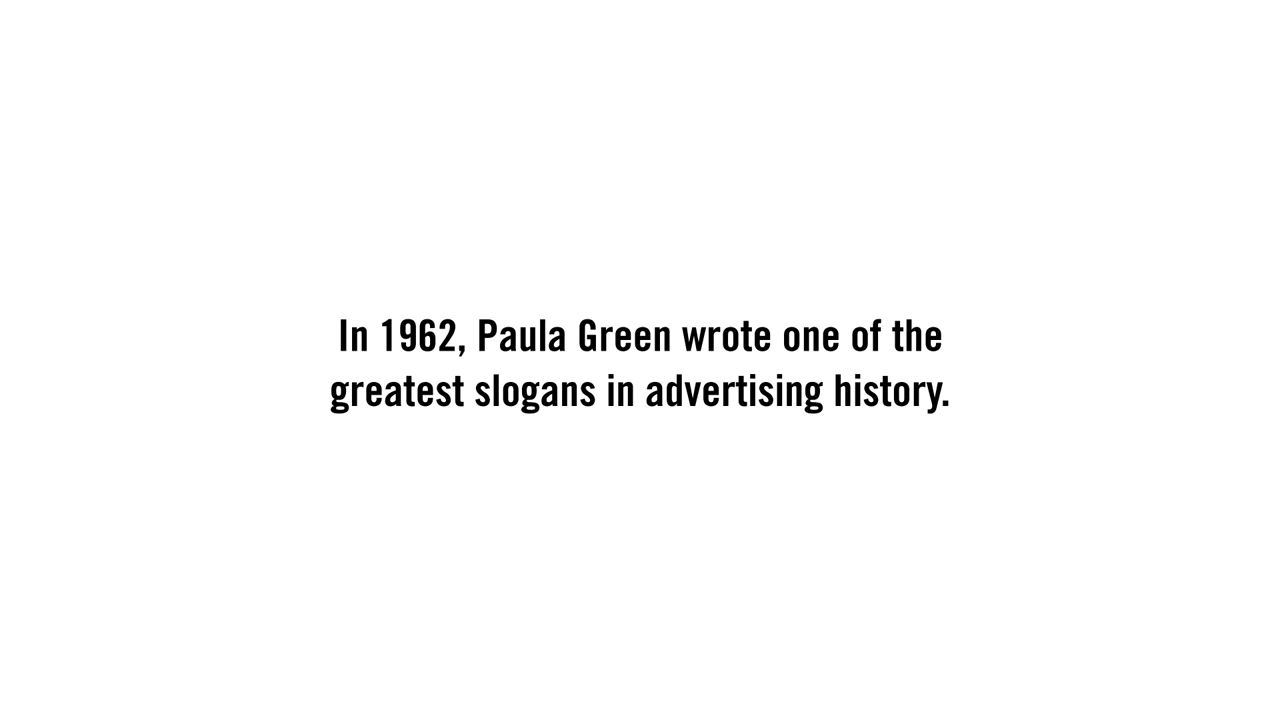 In 1962, Paula Green wrote one of the
greatest slogans in advertising history.